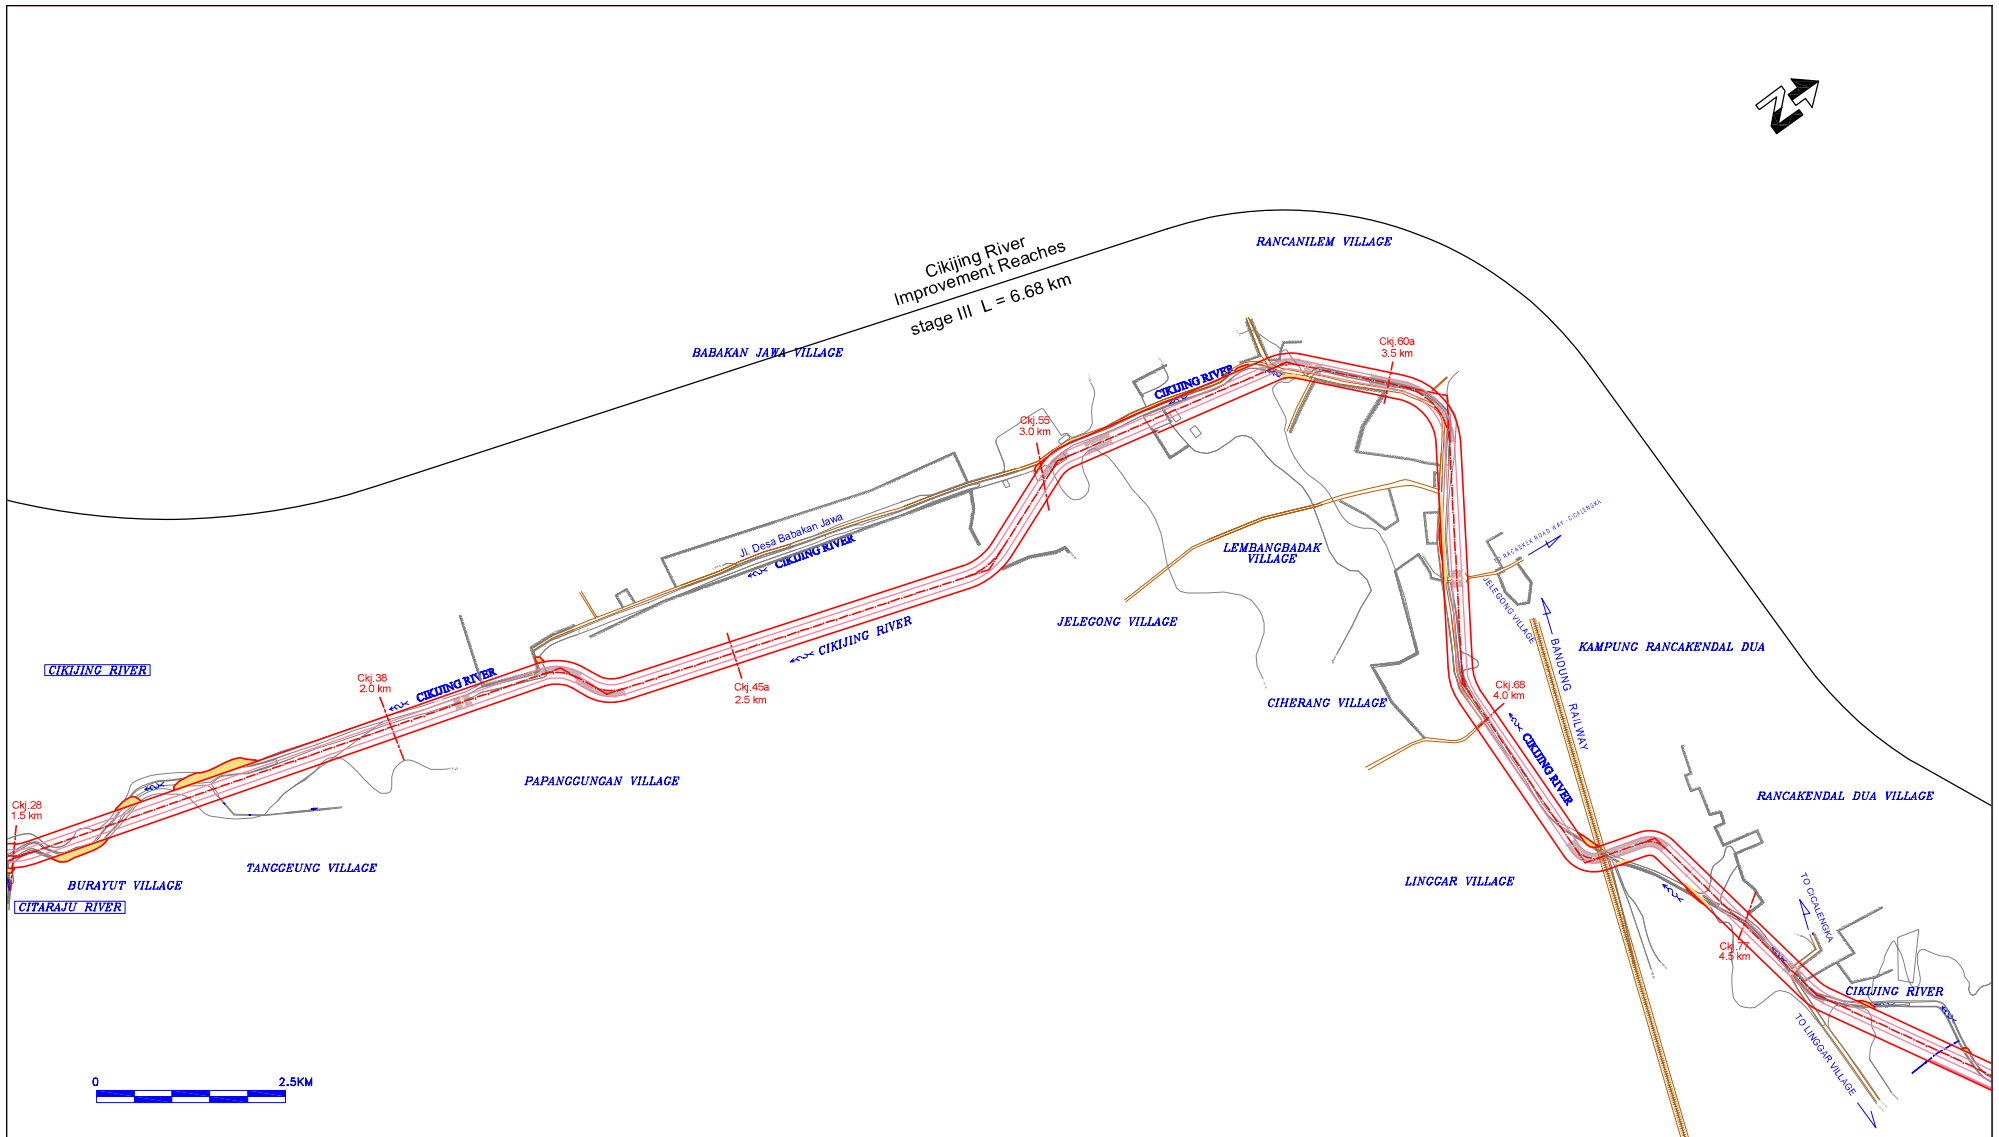 N
RANCANILEM VILLAGE
Cikijing River
Improvement Reaches
stage III L = 6.68 km
BABAKAN JAWA VILLAGE
Ckj.60a
3.5 km
CIKIJING RIVER
Ckj.55
3.0 km
Jl. Desa Babakan Jawa
CIKIJING RIVER
LEMBANGBADAK
VILLAGE
RACAEKEK ROAD WAY - CICALENGKA
JELEGONG VILLAGE
JELEGONG VILLAGE
CIKIJING RIVER
BANDUNG RAILWAY
KAMPUNG RANCAKENDAL DUA
CIKIJING RIVER
Ckj.38
2.0 km
CIKIJING RIVER
Ckj.45a
2.5 km
Ckj.68
4.0 km
CIHERANG VILLAGE
CIKIJING RIVER
PAPANGGUNGAN VILLAGE
RANCAKENDAL DUA VILLAGE
Ckj.28
1.5 km
TANGGEUNG VILLAGE
BURAYUT VILLAGE
CITARAJU RIVER
LINGGAR VILLAGE
TO CICALENGKA
Ckj.77
4.5 km
CIKIJING RIVER
TO LINGGAR VILLAGE
0 2.5KM